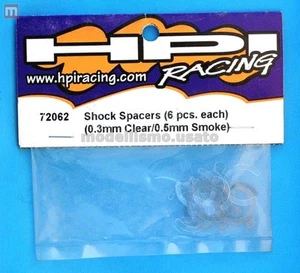 m
HPI
RACING
www.hpiracing.com
72062 Shock Spacers (6 pcs. each)
(0.3mm Clear/0.5mm Smoke)
modellismo.usato